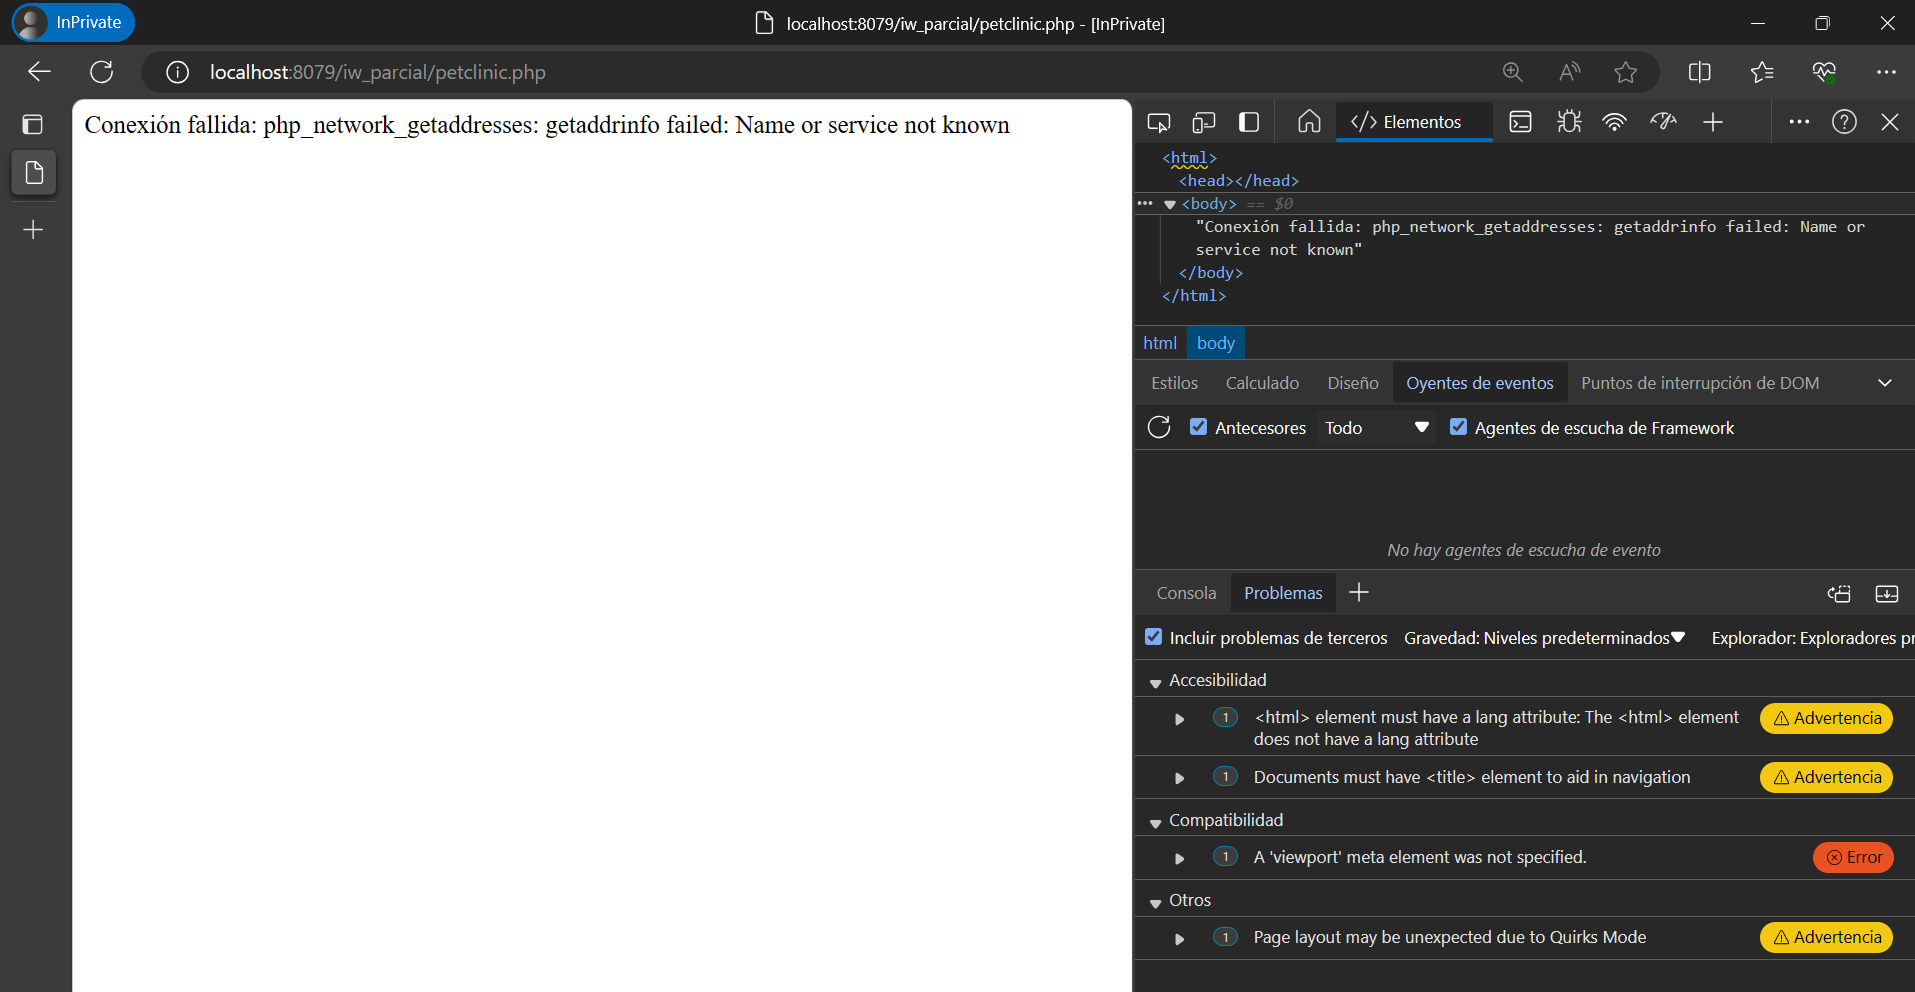 InPrivate
localhost:8079/iw_parcial/petclinic.php - [InPrivate]
localhost:8079/iw_parcial/petclinic.php
Conexión fallida: php_network_getaddresses: getaddrinfo failed: Name or service not known
</> Elementos
<html>
<head></head>
<body> == $0
"Conexión fallida: php_network_getaddresses: getaddrinfo failed: Name or
service not known"
</body>
</html>
html body
Estilos Calculado Diseño Oyentes de eventos Puntos de interrupción de DOM
Antecesores Todo Agentes de escucha de Framework
No hay agentes de escucha de evento
Consola Problemas
Incluir problemas de terceros Gravedad: Niveles predeterminados Explorador: Exploradores pr
Accesibilidad
1 <html> element must have a lang attribute: The <html> element Advertencia
does not have a lang attribute
1 Documents must have <title> element to aid in navigation Advertencia
Compatibilidad
1 A 'viewport' meta element was not specified. Error
Otros
1 Page layout may be unexpected due to Quirks Mode Advertencia